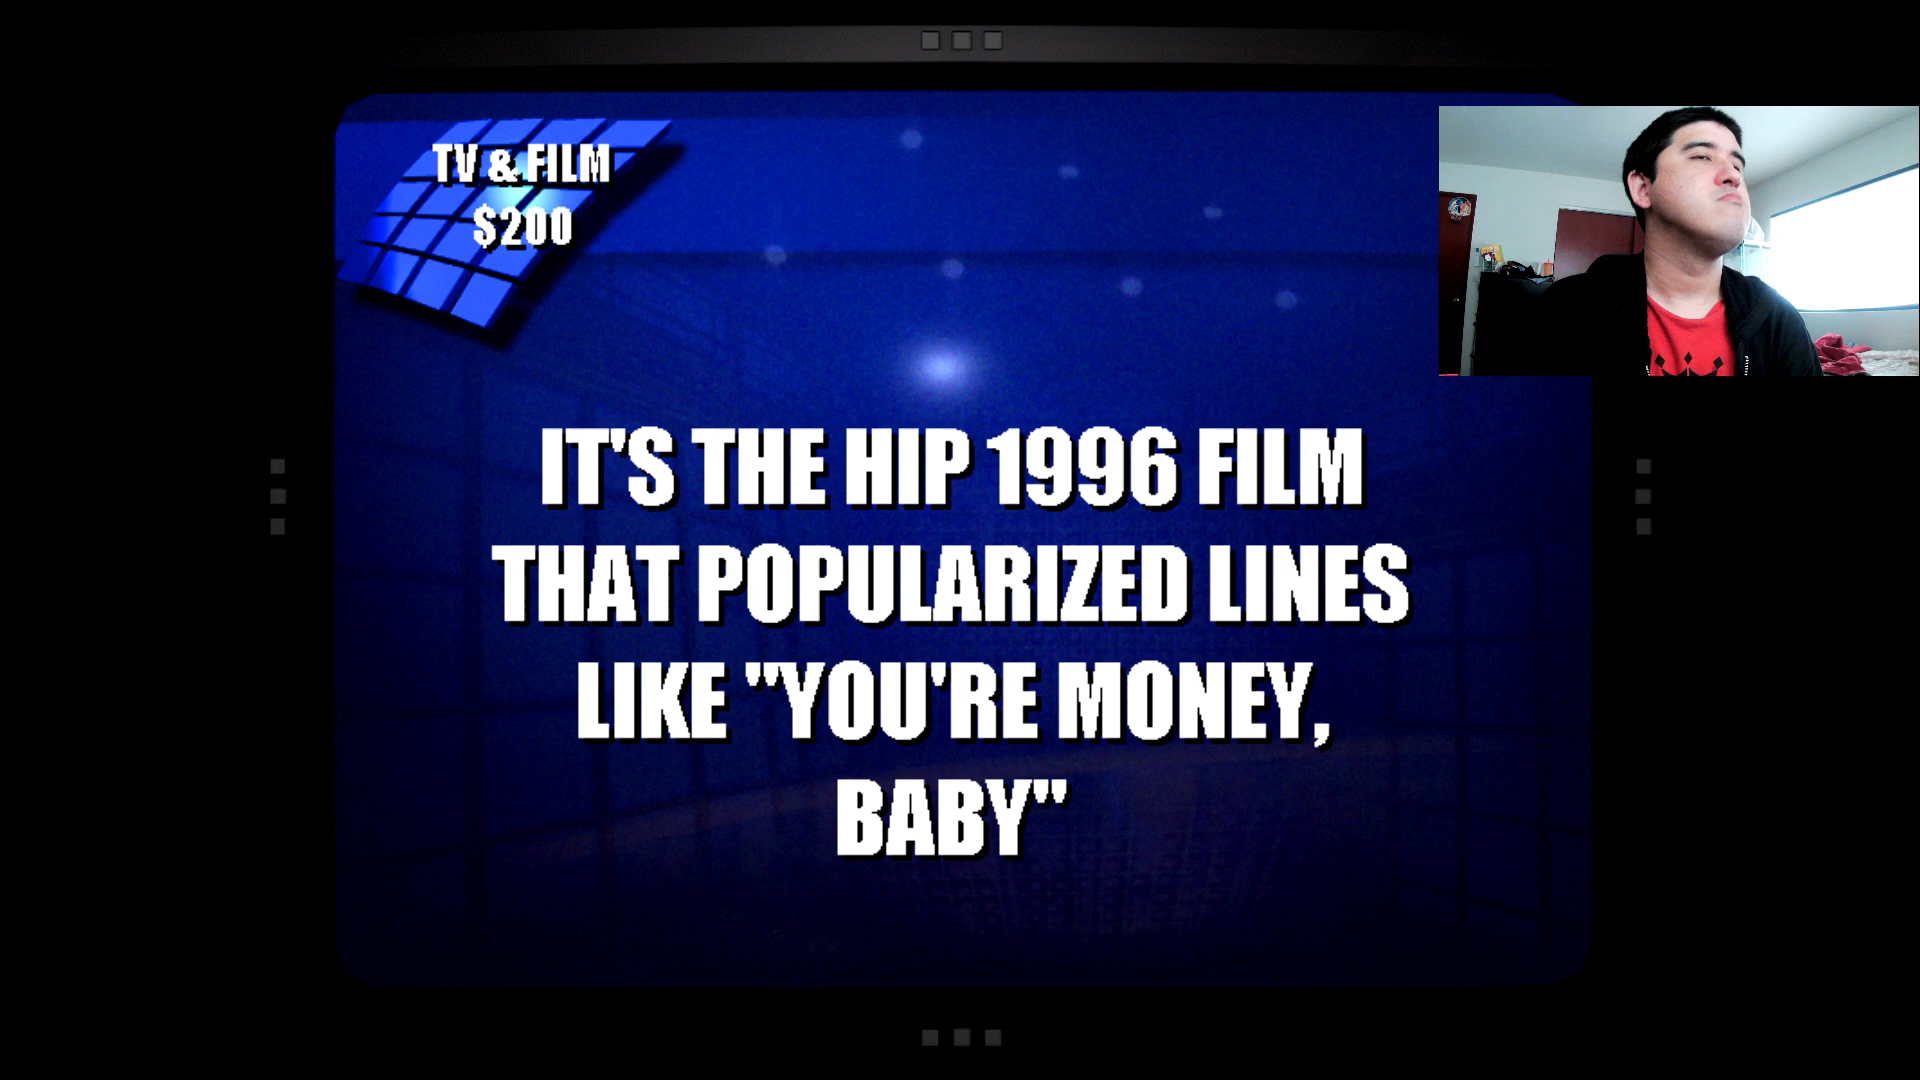 TV & FILM
$200
IT'S THE HIP 1996 FILM
THAT POPULARIZED LINES
LIKE "YOU'RE MONEY,
BABY"